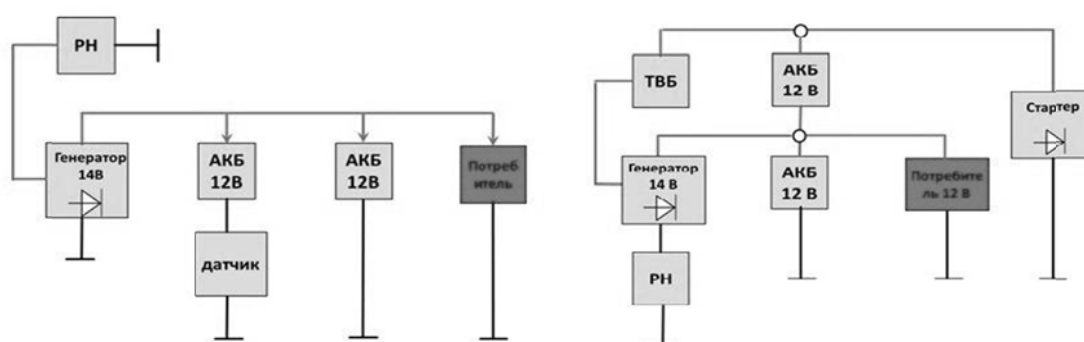 РН
Генератор
14В
АКБ
12В
АКБ
12В
Потреб
итель
датчик
ТВБ
АКБ
12 В
Стартер
Генератор
14 В
АКБ
12 В
Потребите
ль 12 В
РН